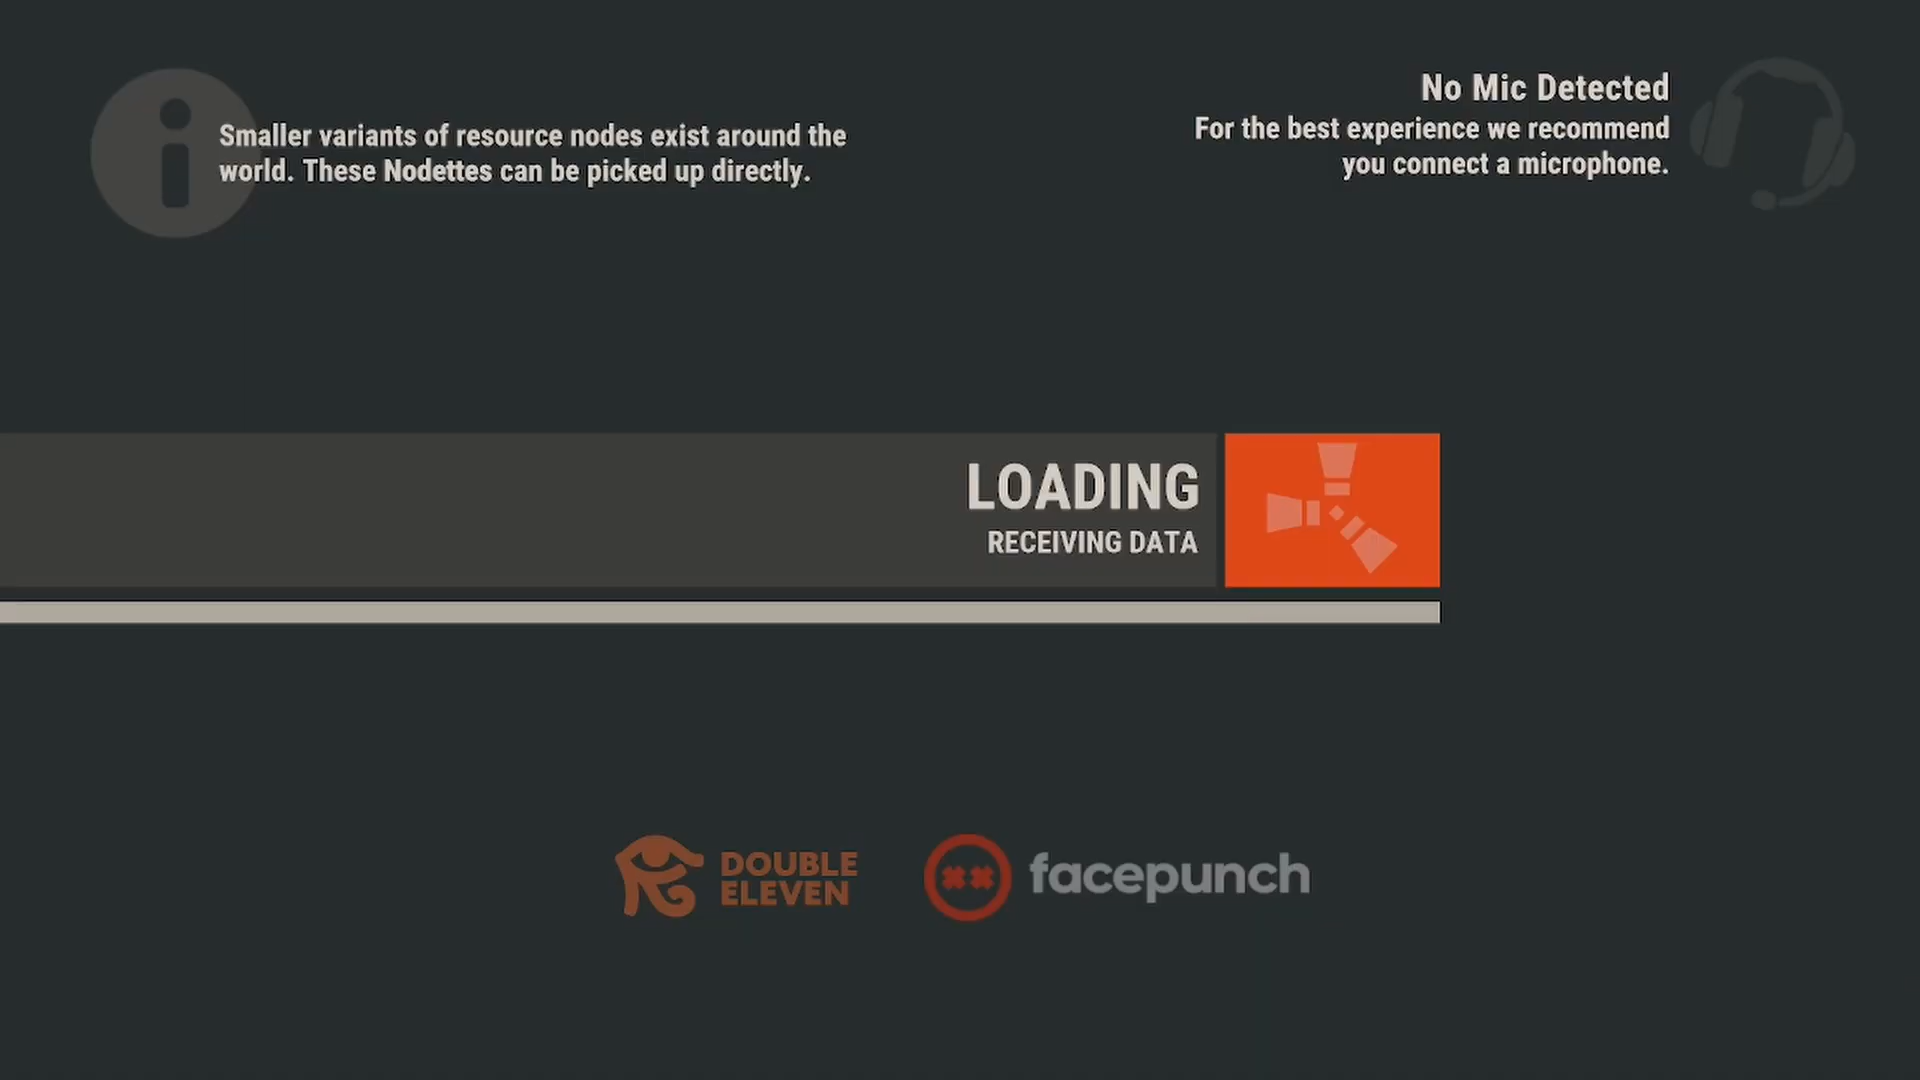 Smaller variants of resource nodes exist around the
world. These Nodettes can be picked up directly.
No Mic Detected
For the best experience we recommend
you connect a microphone.
LOADING
RECEIVING DATA
DOUBLE
ELEVEN
facepunch